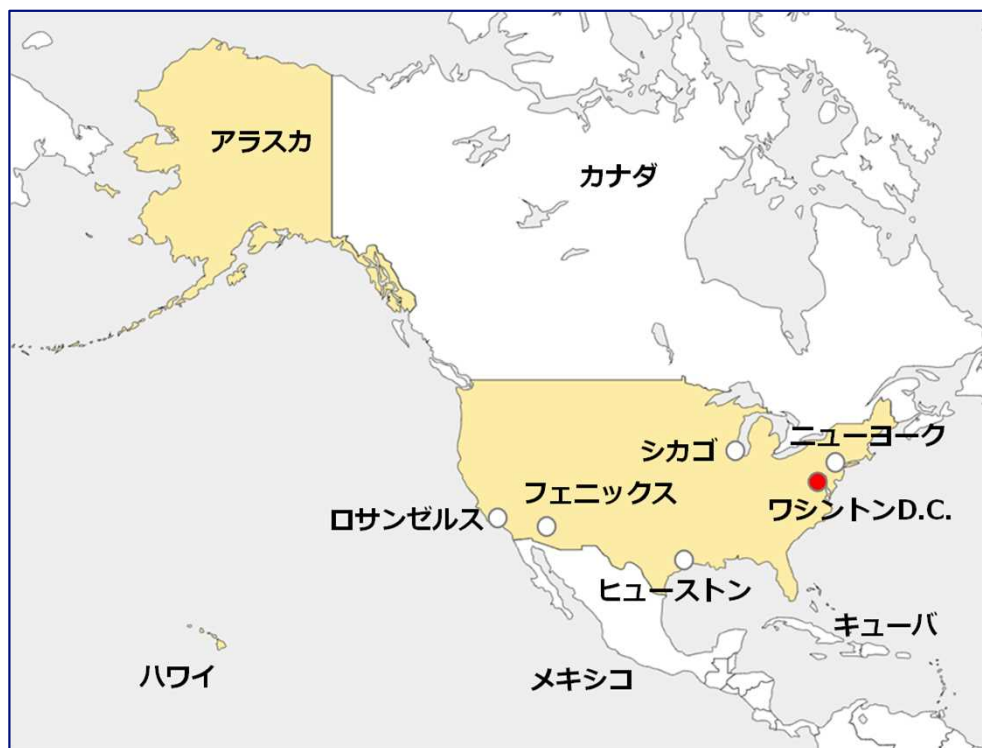 アラスカ
カナダ
ニューヨーク
シカゴ
フェニックス
ワシントンD.C.
ロサンゼルス
ヒューストン
キューバ
ハワイ
メキシコ